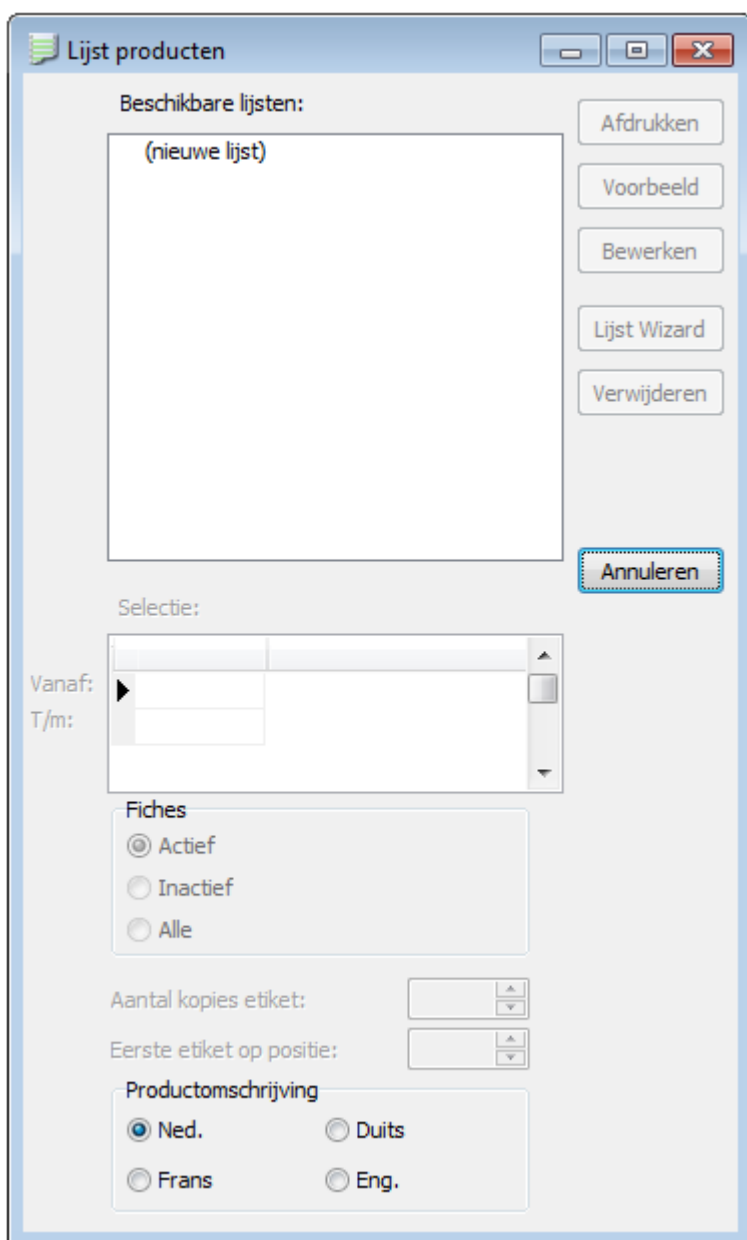 Lijst producten
Beschikbare lijsten:
(nieuwe lijst)
Afdrukken
Voorbeeld
Bewerken
Lijst Wizard
Verwijderen
Annuleren
Selectie:
Vanaf:
T/m:
Fiches
Actief
Inactief
Alle
Aantal kopies etiket:
Eerste etiket op positie:
Productomschrijving
Ned.
Duits
Frans
Eng.